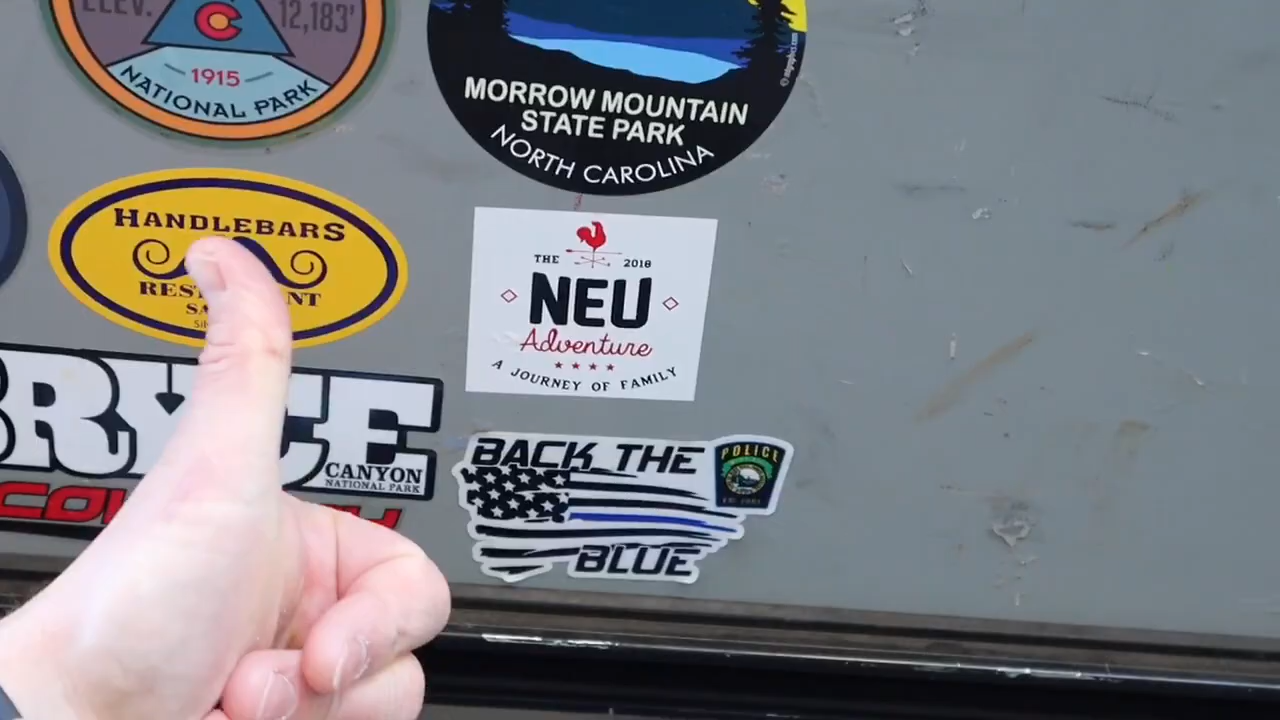 ELEV. 12,183'
C
1915
NATIONAL PARK
MORROW MOUNTAIN
STATE PARK
NORTH CAROLINA
HANDLEBARS
THE 2018
NEU
Adventure
A JOURNEY OF FAMILY
CANYON
NATIONAL PARK
BACK THE
POLICE
BLUE